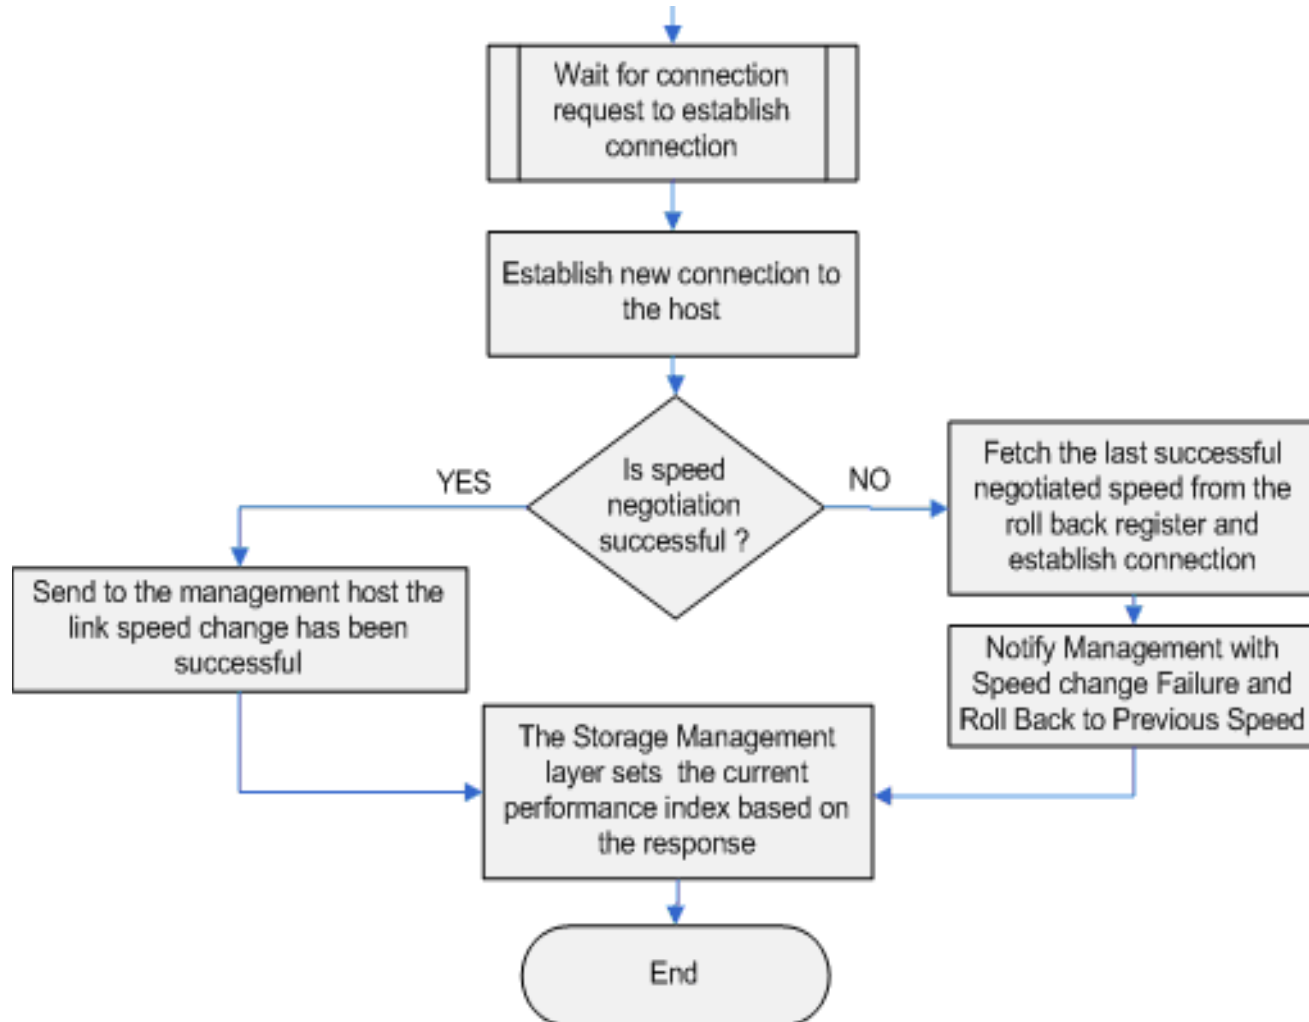 Wait for connection
request to establish
connection
Establish new connection to
the host
Is speed
negotiation
successful ?
YES
NO
Fetch the last successful
negotiated speed from the
roll back register and
establish connection
Send to the management host the
link speed change has been
successful
Notify Management with
Speed change Failure and
Roll Back to Previous Speed
The Storage Management
layer sets  the current
performance index based on
the response
End